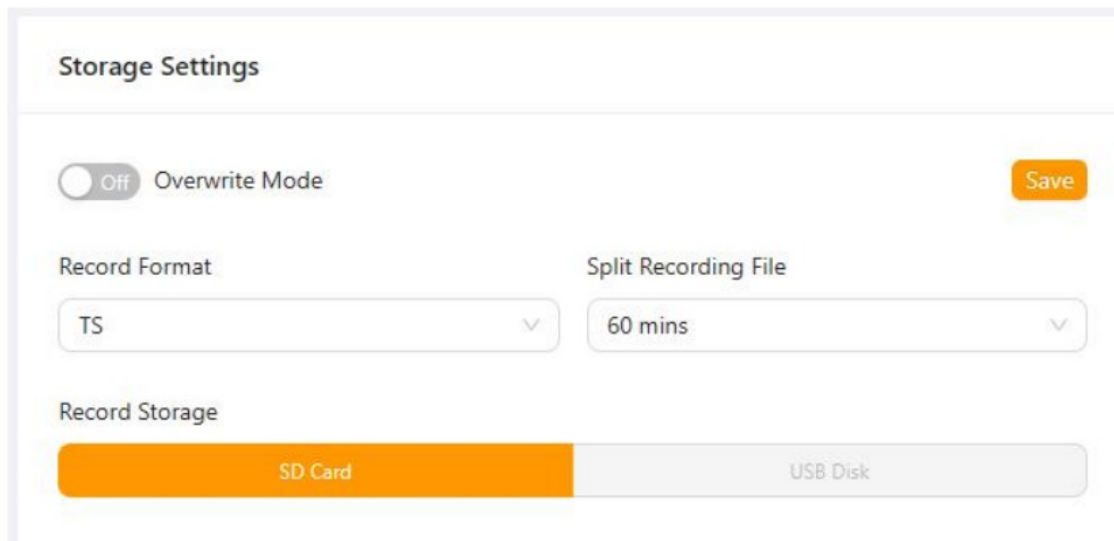 Storage Settings
Off Overwrite Mode
Save
Record Format
Split Recording File
TS
60 mins
Record Storage
SD Card
USB Disk